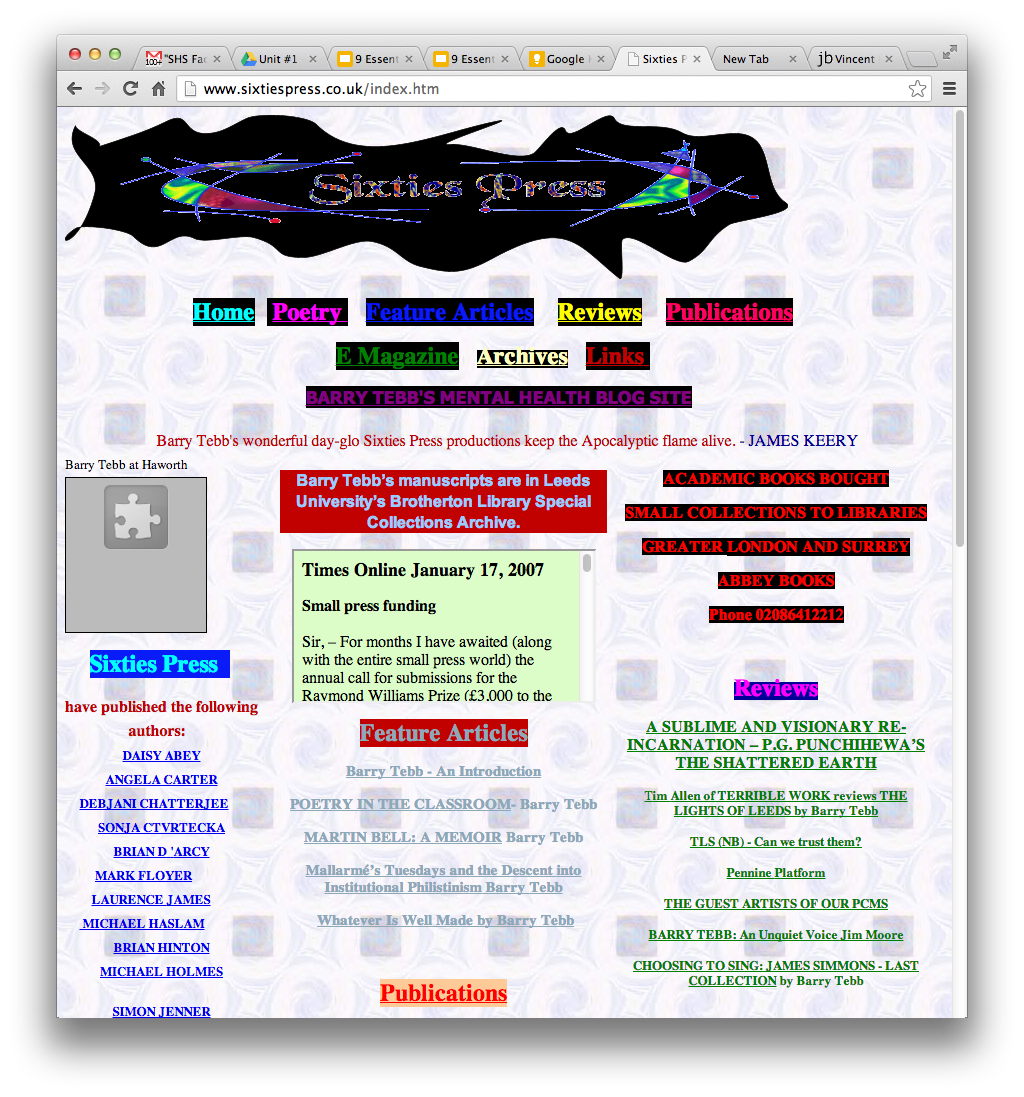 "SHS Fac
100+
Unit #1
9 Essent
9 Essent
Google
Sixties P
New Tab
jb Vincent
www.sixtiespress.co.uk/index.htm
Sixties Press
Home Poetry Feature Articles Reviews Publications
E Magazine Archives Links
BARRY TEBB'S MENTAL HEALTH BLOG SITE
Barry Tebb's wonderful day-glo Sixties Press productions keep the Apocalyptic flame alive. - JAMES KEERY
Barry Tebb at Haworth
Sixties Press
have published the following
authors:
DAISY ABEY
ANGELA CARTER
DEBJANI CHATTERJEE
SONJA CTVRTECKA
BRIAN D 'ARCY
MARK FLOYER
LAURENCE JAMES
MICHAEL HASLAM
BRIAN HINTON
MICHAEL HOLMES
SIMON JENNER
Barry Tebb’s manuscripts are in Leeds
University’s Brotherton Library Special
Collections Archive.
Times Online January 17, 2007
Small press funding
Sir, – For months I have awaited (along
with the entire small press world) the
annual call for submissions for the
Raymond Williams Prize (£3,000 to the
Feature Articles
Barry Tebb - An Introduction
POETRY IN THE CLASSROOM- Barry Tebb
MARTIN BELL: A MEMOIR Barry Tebb
Mallarmé’s Tuesdays and the Descent into
Institutional Philistinism Barry Tebb
Whatever Is Well Made by Barry Tebb
Publications
ACADEMIC BOOKS BOUGHT
SMALL COLLECTIONS TO LIBRARIES
GREATER LONDON AND SURREY
ABBEY BOOKS
Phone 02086412212
Reviews
A SUBLIME AND VISIONARY RE-
INCARNATION – P.G. PUNCHIHEWA’S
THE SHATTERED EARTH
Tim Allen of TERRIBLE WORK reviews THE
LIGHTS OF LEEDS by Barry Tebb
TLS (NB) - Can we trust them?
Pennine Platform
THE GUEST ARTISTS OF OUR PCMS
BARRY TEBB: An Unquiet Voice Jim Moore
CHOOSING TO SING: JAMES SIMMONS - LAST
COLLECTION by Barry Tebb